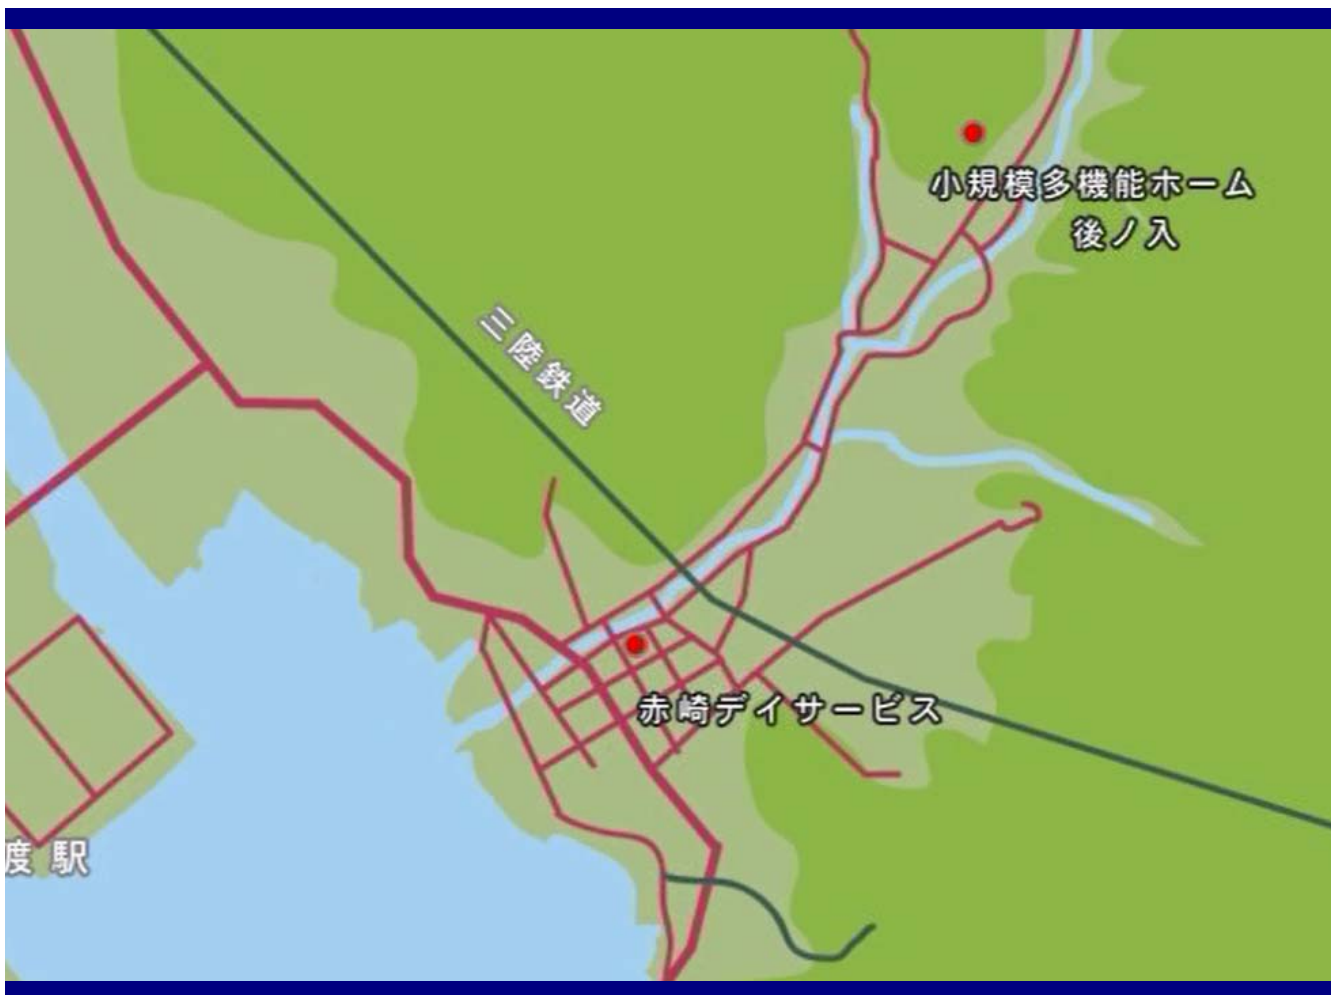 小規模多機能ホーム
後ノ入
三陸鉄道
赤崎デイサービス
度駅